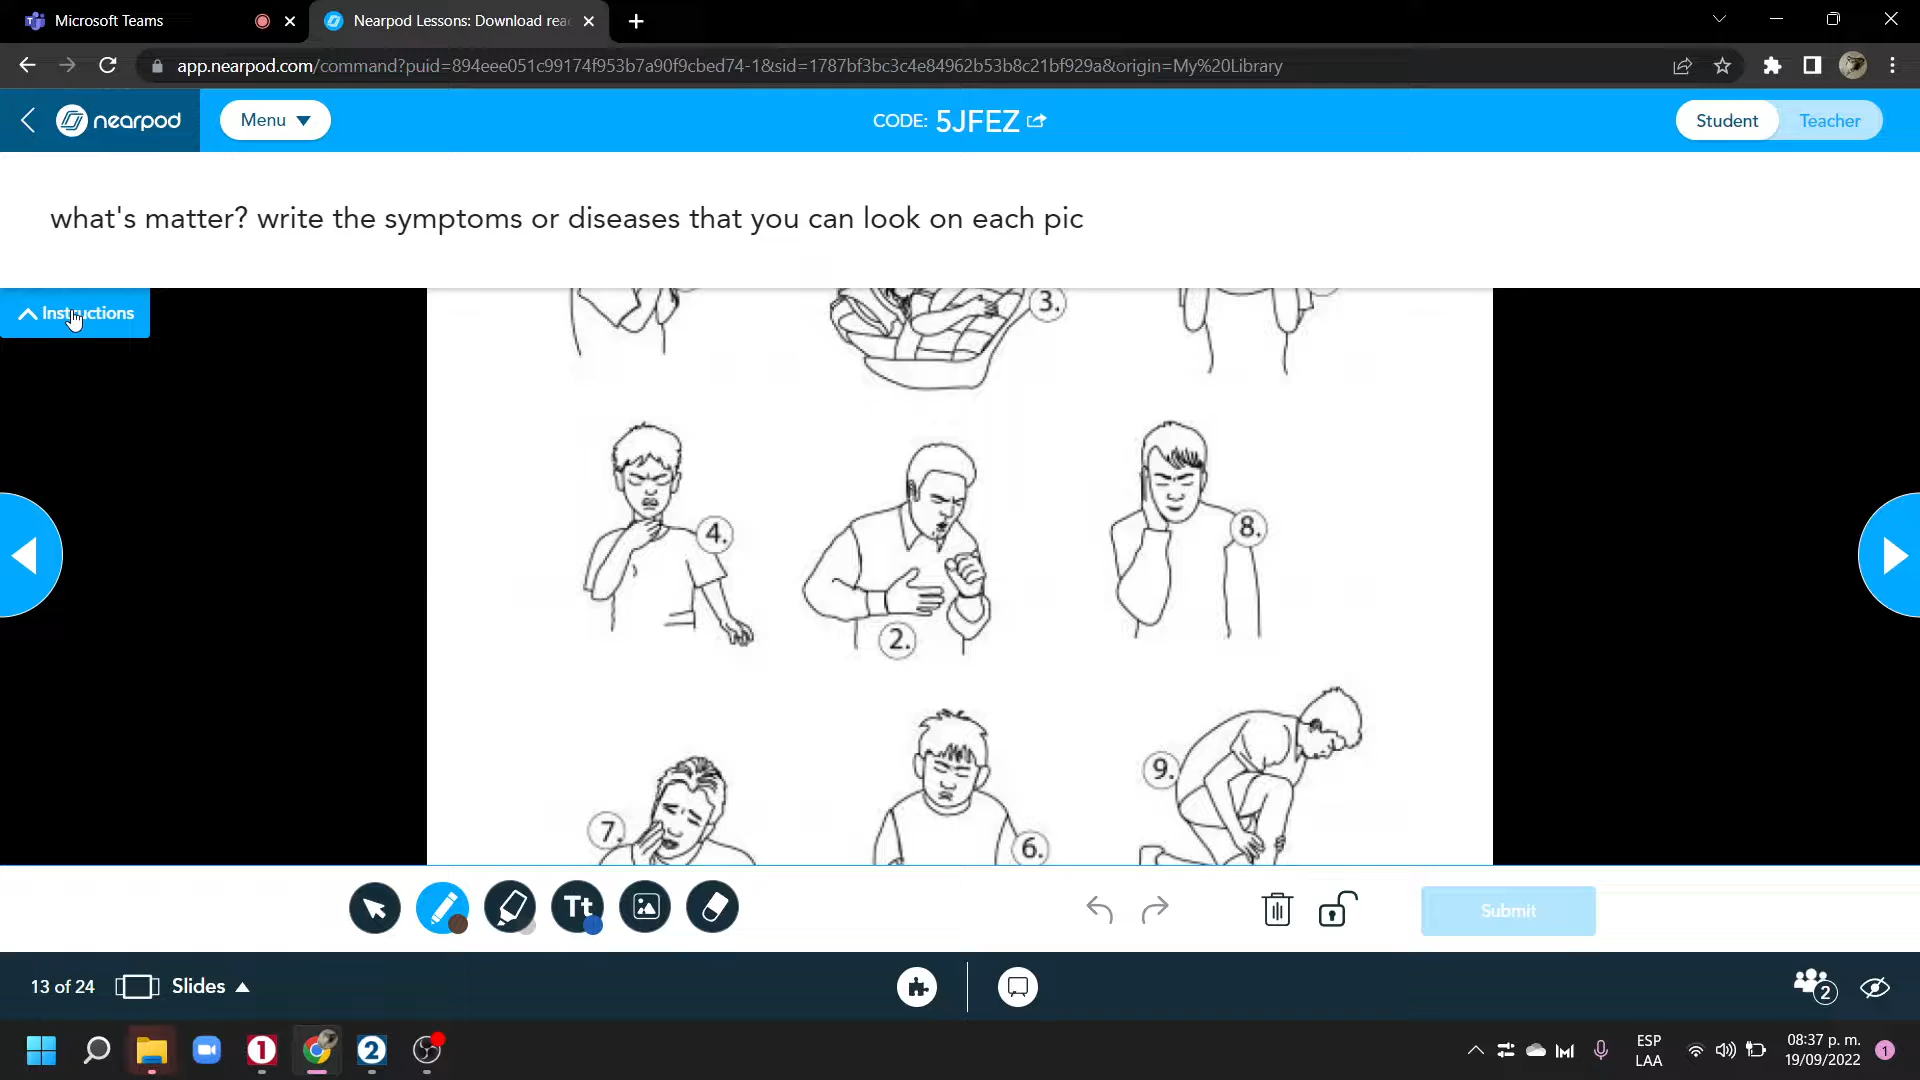 Microsoft Teams
Nearpod Lessons: Download rea
app.nearpod.com/command?puid=894eee051c99174f953b7a90f9cbed74-1&sid=1787bf3bc3c4e84962b53b8c21bf929a&origin=My%20Library
nearpod
Menu
CODE: 5JFEZ
Student
Teacher
what's matter? write the symptoms or diseases that you can look on each pic
Instructions
3.
4.
2.
8.
7.
6.
9.
Tt
Submit
13 of 24
Slides
2
1
2
ESP
LAA
08:37 p. m.
19/09/2022
1